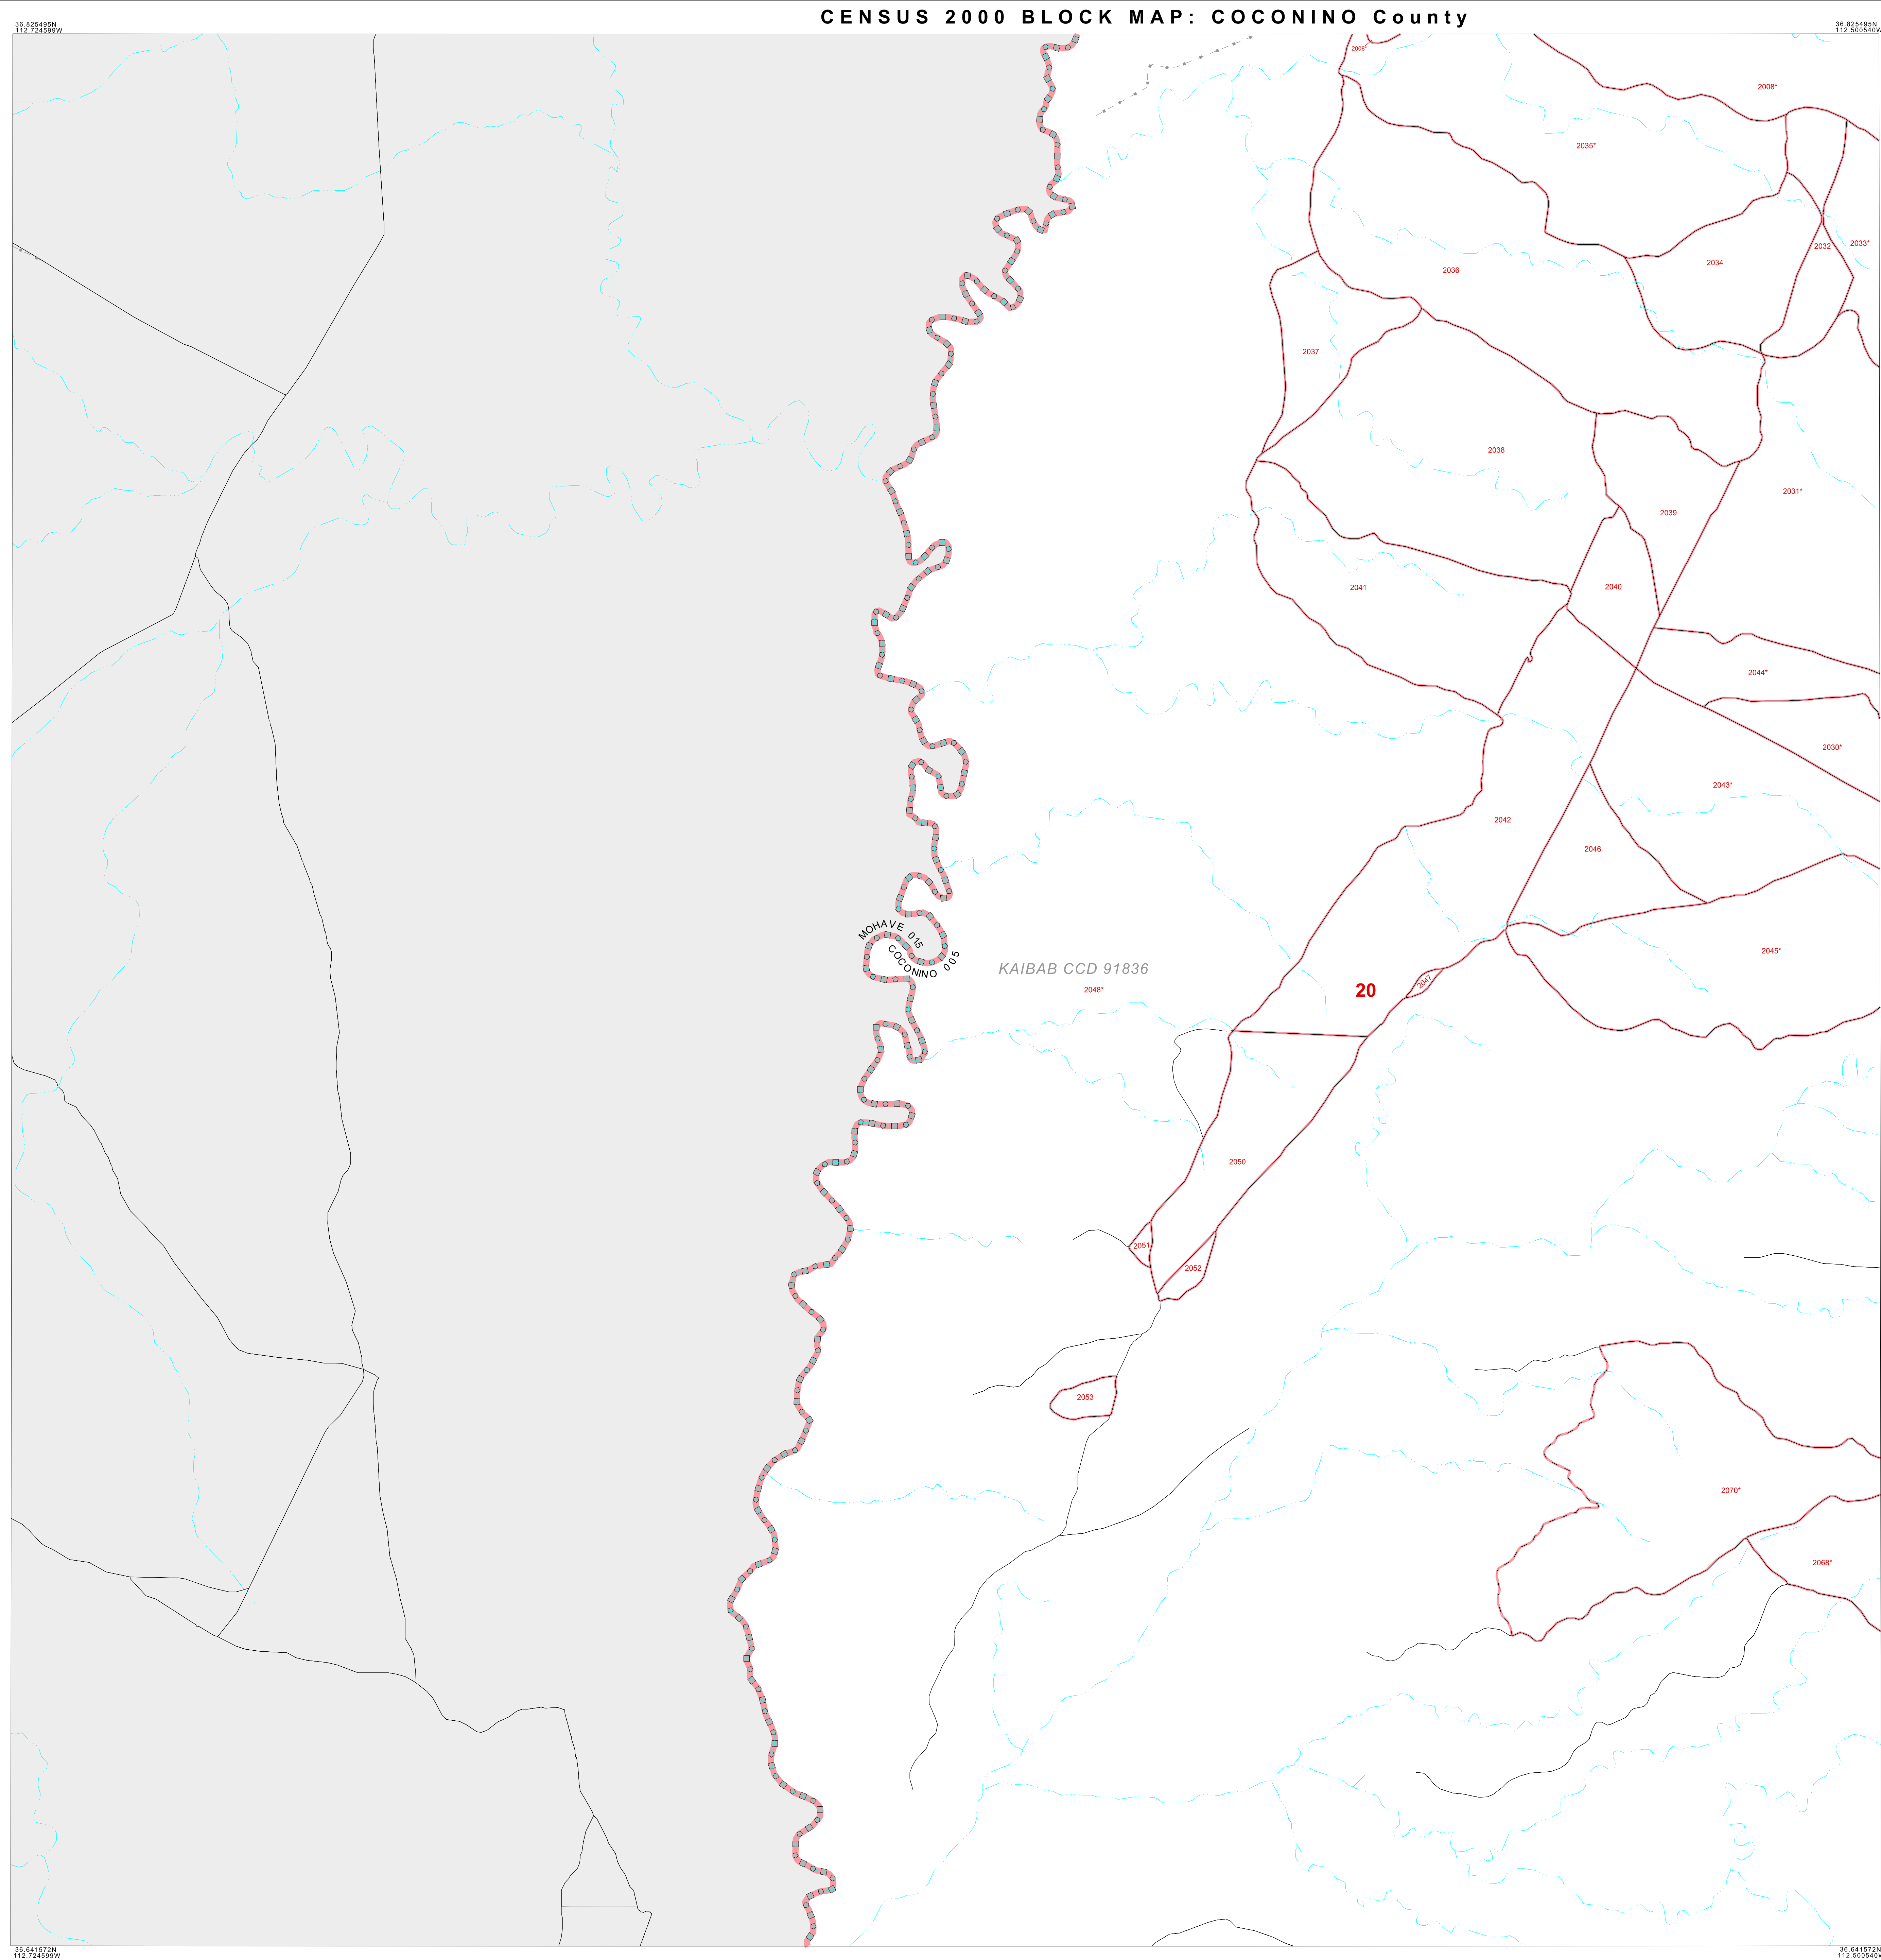 CENSUS 2000 BLOCK MAP: COCONINO County
36.825495N
112.724599W
36.825495N
112.500540W
2008*
2008*
2035*
2032
2033*
2034
2036
2037
2038
2031*
2039
2041
2040
2044*
2030*
2043*
2042
2046
MOHAVE 015
COCONINO 005
2045*
KAIBAB CCD 91836
2048*
20
2047
2050
2051
2052
2053
2070*
2068*
36.641572N
112.724599W
36.641572N
112.500540W